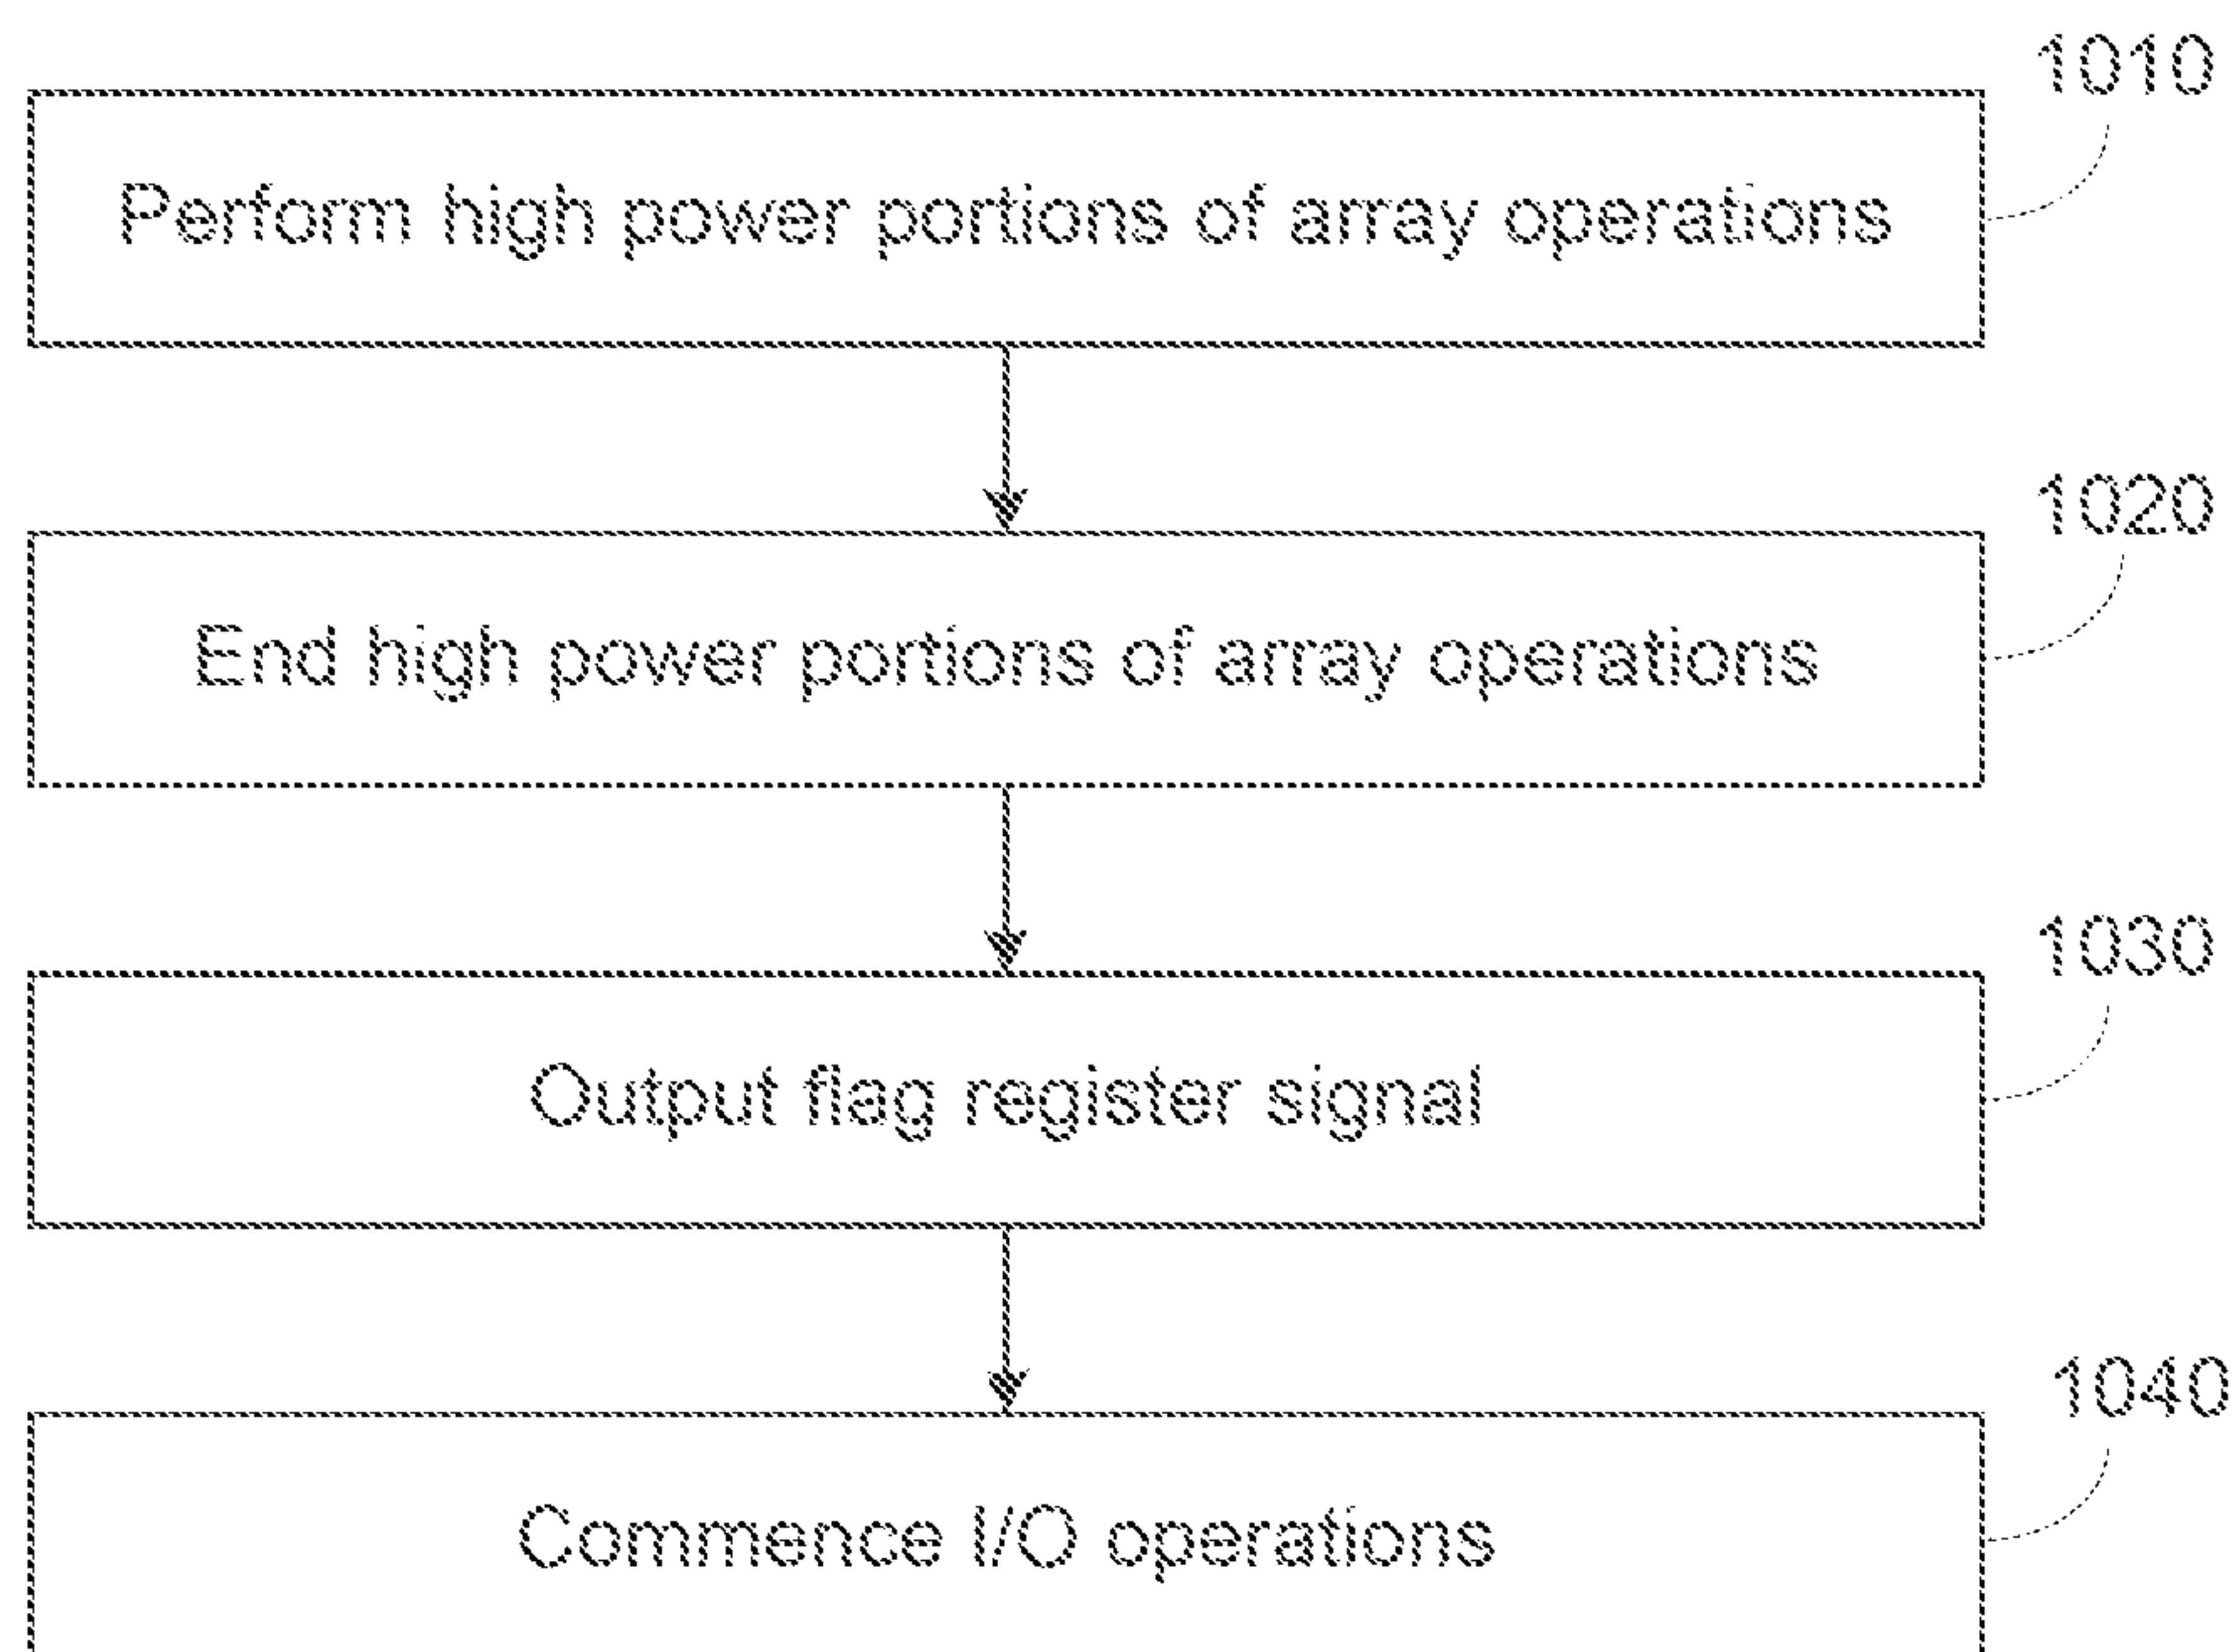 1010
Perform high power portions of array operations
1020
End high power portions of array operations
1030
Output flag register signal
1040
Commence I/O operations